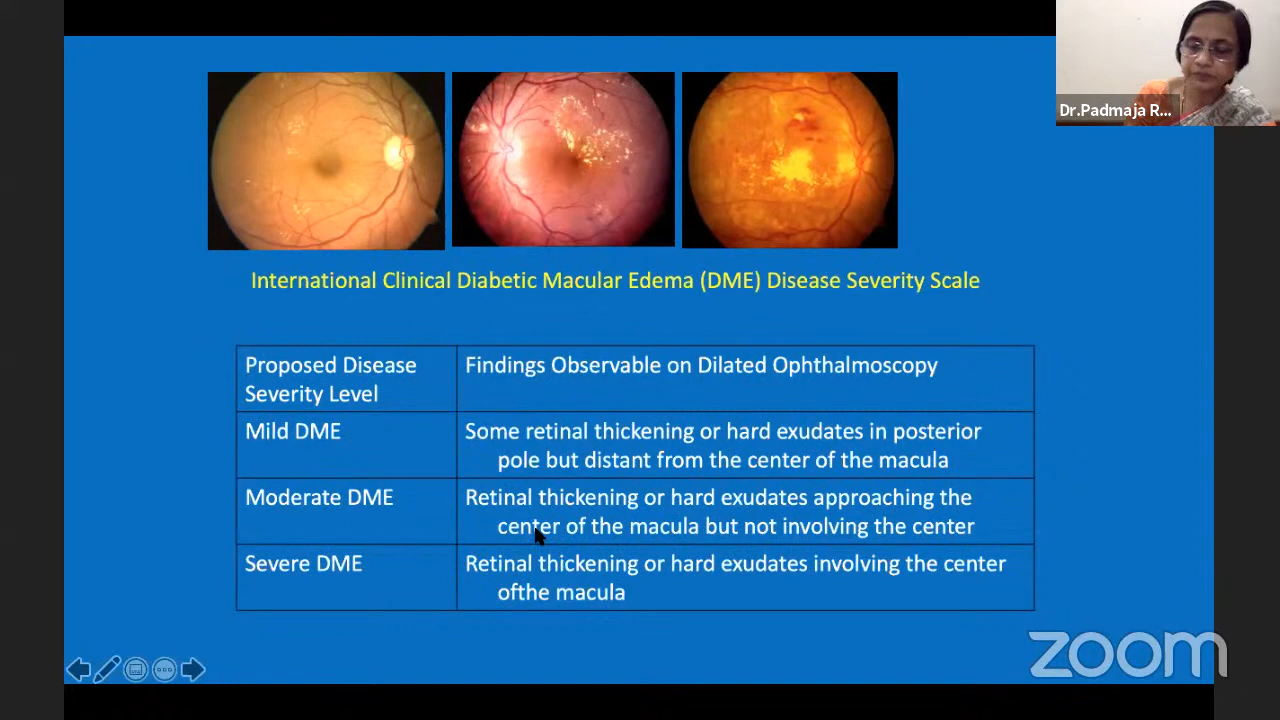 Dr.Padmaja R...
International Clinical Diabetic Macular Edema (DME) Disease Severity Scale
Proposed Disease
Severity Level
Findings Observable on Dilated Ophthalmoscopy
Mild DME
Some retinal thickening or hard exudates in posterior
pole but distant from the center of the macula
Moderate DME
Retinal thickening or hard exudates approaching the
center of the macula but not involving the center
Severe DME
Retinal thickening or hard exudates involving the center
ofthe macula
zoom